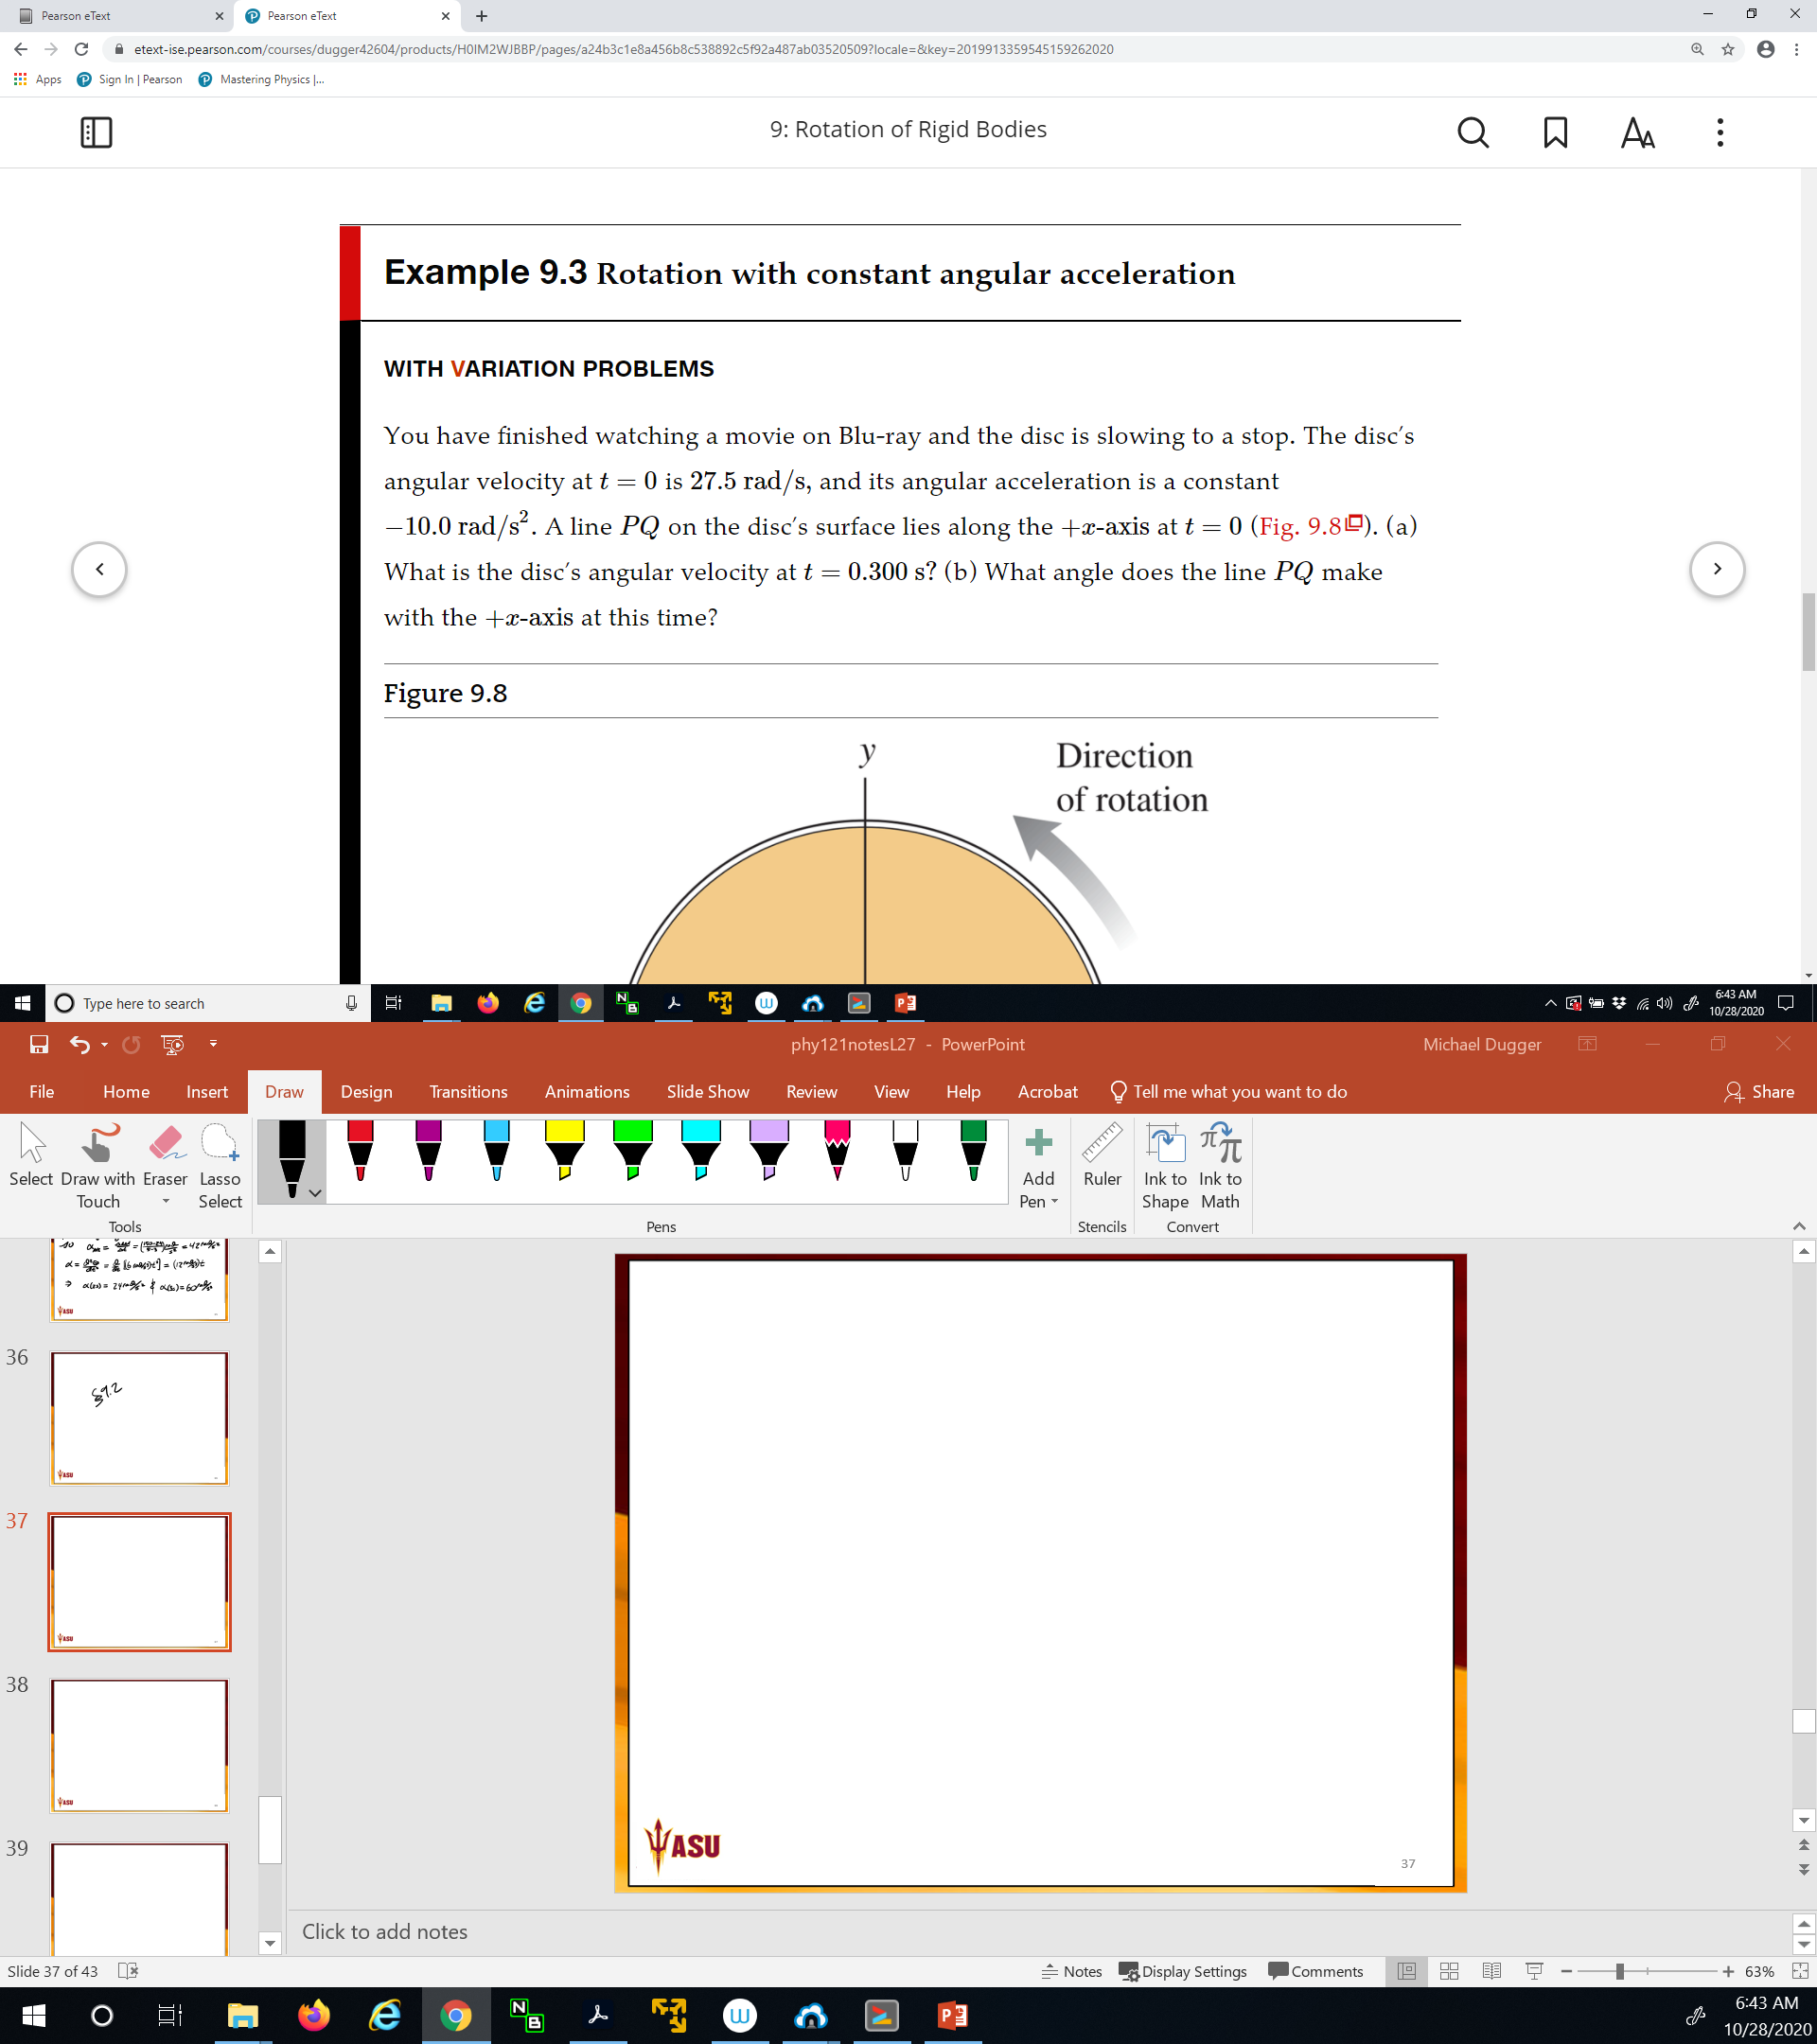 Pearson eText
Pearson eText
etext-ise.pearson.com/courses/dugger42604/products/H0IM2WJBBP/pages/a24b3c1e8a456b8c538892c5f92a487ab03520509?locale=&key=2019913359545159262020
Apps Sign In | Pearson Mastering Physics |...
9: Rotation of Rigid Bodies
Example 9.3 Rotation with constant angular acceleration
WITH VARIATION PROBLEMS
You have finished watching a movie on Blu-ray and the disc is slowing to a stop. The disc's
angular velocity at t = 0 is 27.5 rad/s, and its angular acceleration is a constant
−10.0 rad/s². A line PQ on the disc's surface lies along the +x-axis at t = 0 (Fig. 9.8). (a)
What is the disc's angular velocity at t = 0.300 s? (b) What angle does the line PQ make
with the +x-axis at this time?
Figure 9.8
y
Direction
of rotation
Type here to search
6:43 AM
10/28/2020
phy121notesL27 - PowerPoint
Michael Dugger
File Home Insert Draw Design Transitions Animations Slide Show Review View Help Acrobat Tell me what you want to do Share
Select Draw with Touch Eraser Lasso Select
Add Pen Ruler Ink to Shape Ink to Math
Tools Pens Stencils Convert
ASU
36
§9.2
ASU
37
ASU
38
ASU
39
ASU
37
Click to add notes
Slide 37 of 43
Notes Display Settings Comments 63%
6:43 AM
10/28/2020